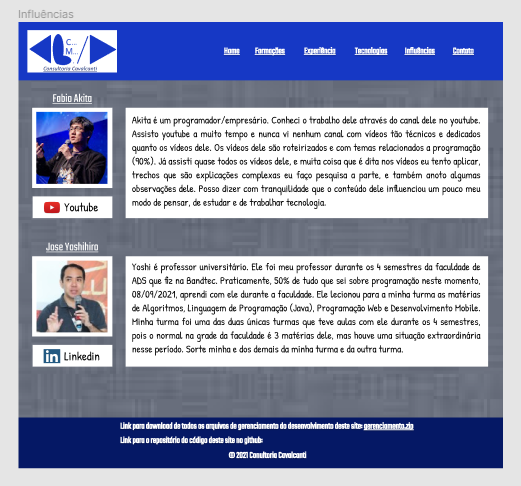 Influências
C...
M...
Consultoria Cavalcanti
Home Formações Experiência Tecnologias Influências Contato
Fabio Akita
Akita é um programador/empresário. Conheci o trabalho dele através do canal dele no youtube.
Assisto youtube a muito tempo e nunca vi nenhum canal com vídeos tão técnicos e dedicados
quanto os vídeos dele. Os vídeos dele são roteirizados e com temas relacionados a programação
(90%). Já assisti quase todos os vídeos dele, e muita coisa que é dita nos vídeos eu tento aplicar,
trechos que são explicações complexas eu faço pesquisa a parte, e também anoto algumas
observações dele. Posso dizer com tranquilidade que o conteúdo dele influenciou um pouco meu
modo de pensar, de estudar e de trabalhar tecnologia.
Youtube
Jose Yoshihiro
Yoshi é professor universitário. Ele foi meu professor durante os 4 semestres da faculdade de
ADS que fiz na Bandtec. Praticamente, 50% de tudo que sei sobre programação neste momento,
08/09/2021, aprendi com ele durante a faculdade. Ele lecionou para a minha turma as matérias
de Algoritmos, Linguagem de Programação (Java), Programação Web e Desenvolvimento Mobile.
Minha turma foi uma das duas únicas turmas que teve aulas com ele durante os 4 semestres,
pois o normal na grade da faculdade é 3 matérias dele, mas houve uma situação extraordinária
nesse período. Sorte minha e dos demais da minha turma e da outra turma.
in Linkedin
Link para download de todos os arquivos de gerenciamento do desenvolvimento deste site: gerenciamento.zip
Link para o repositório do código deste site no github:
© 2021 Consultoria Cavalcanti